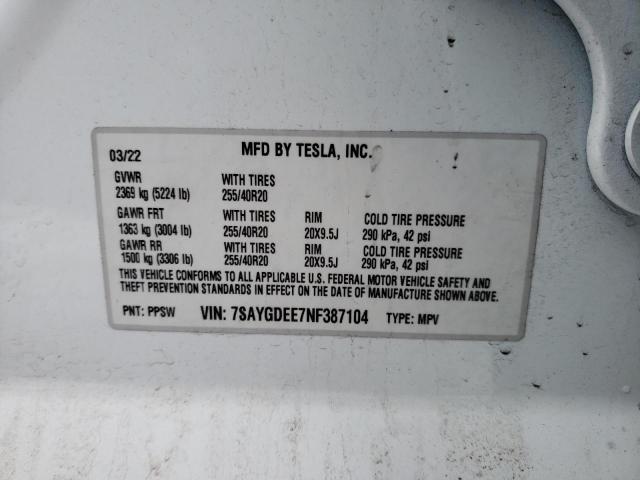 03/22 MFD BY TESLA, INC.
GVWR WITH TIRES
2369 kg (5224 lb) 255/40R20
GAWR FRT WITH TIRES RIM COLD TIRE PRESSURE
1363 kg (3004 lb) 255/40R20 20X9.5J 290 kPa, 42 psi
GAWR RR WITH TIRES RIM COLD TIRE PRESSURE
1500 kg (3306 lb) 255/40R20 20X9.5J 290 kPa, 42 psi
THIS VEHICLE CONFORMS TO ALL APPLICABLE U.S. FEDERAL MOTOR VEHICLE SAFETY AND
THEFT PREVENTION STANDARDS IN EFFECT ON THE DATE OF MANUFACTURE SHOWN ABOVE.
PNT: PPSW VIN: 7SAYGDEE7NF387104 TYPE: MPV